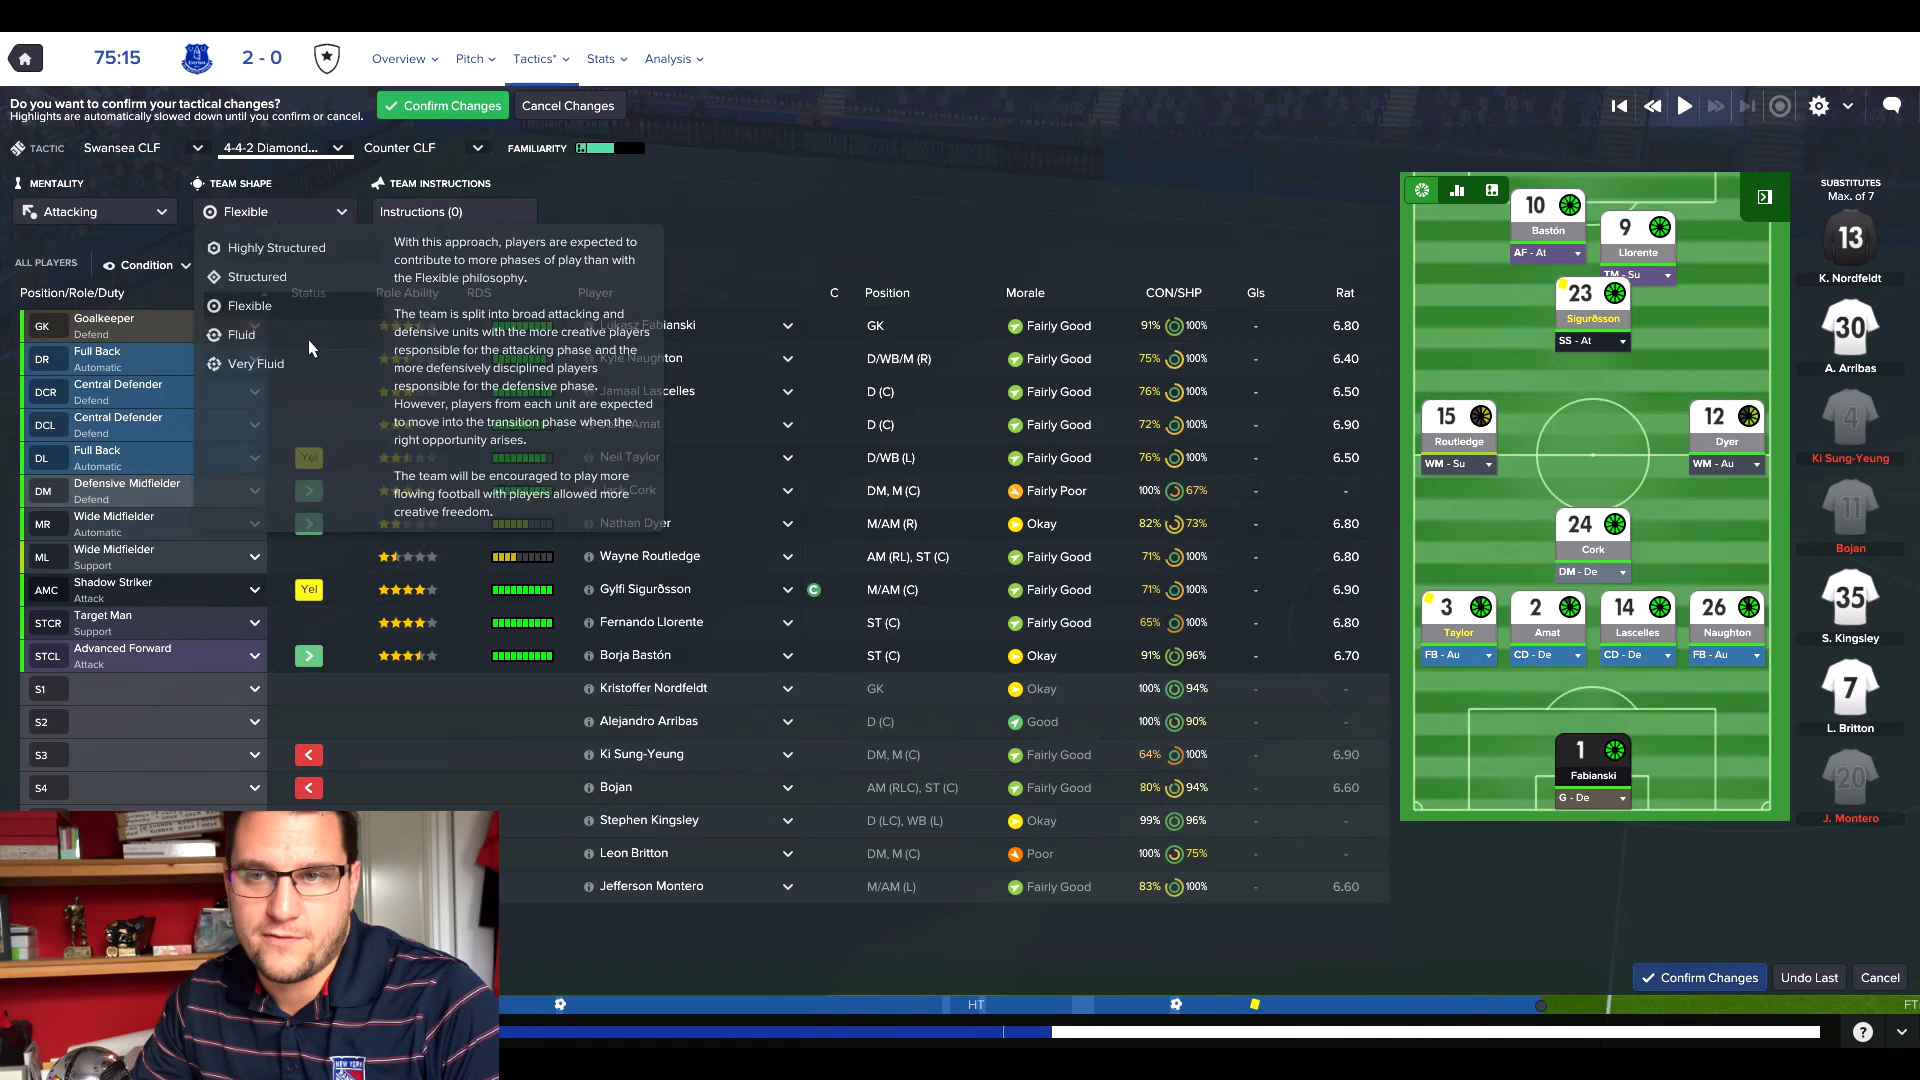 75:15
2 - 0
Overview
Pitch
Tactics*
Stats
Analysis
Do you want to confirm your tactical changes?
Highlights are automatically slowed down until you confirm or cancel.
Confirm Changes
Cancel Changes
TACTIC
Swansea CLF
4-4-2 Diamond...
Counter CLF
FAMILIARITY
MENTALITY
TEAM SHAPE
TEAM INSTRUCTIONS
Attacking
Flexible
Instructions (0)
Highly Structured
Structured
Flexible
Fluid
Very Fluid
With this approach, players are expected to
contribute to more phases of play than with
the Flexible philosophy.
The team is split into broad attacking and
defensive units with the more creative players
responsible for the attacking phase and the
more defensively disciplined players
responsible for the defensive phase.
However, players from each unit are expected
to move into the transition phase when the
right opportunity arises.
The team will be encouraged to play more
flowing football with players allowed more
creative freedom.
ALL PLAYERS
Condition
Position/Role/Duty Status Role Ability RDS Player C Position Morale CON/SHP Gls Rat
GK Goalkeeper Defend Lukasz Fabianski GK Fairly Good 91% 100% - 6.80
DR Full Back Automatic Kyle Naughton D/WB/M (R) Fairly Good 75% 100% - 6.40
DCR Central Defender Defend Jamaal Lascelles D (C) Fairly Good 76% 100% - 6.50
DCL Central Defender Defend Amat D (C) Fairly Good 72% 100% - 6.90
DL Full Back Automatic Yel Neil Taylor D/WB (L) Fairly Good 76% 100% - 6.50
DM Defensive Midfielder Defend Jack Cork DM, M (C) Fairly Poor 100% 67% -
MR Wide Midfielder Automatic Nathan Dyer M/AM (R) Okay 82% 73% - 6.80
ML Wide Midfielder Support Wayne Routledge AM (RL), ST (C) Fairly Good 71% 100% - 6.80
AMC Shadow Striker Attack Yel Gylfi Sigurðsson C M/AM (C) Fairly Good 71% 100% - 6.90
STCR Target Man Support Fernando Llorente ST (C) Fairly Good 65% 100% - 6.80
STCL Advanced Forward Attack Borja Bastón ST (C) Okay 91% 96% - 6.70
S1 Kristoffer Nordfeldt GK Okay 100% 94% - -
S2 Alejandro Arribas D (C) Good 100% 90% - -
S3 Ki Sung-Yeung DM, M (C) Fairly Good 64% 100% - 6.90
S4 Bojan AM (RLC), ST (C) Fairly Good 80% 94% - 6.60
Stephen Kingsley D (LC), WB (L) Okay 99% 96% - -
Leon Britton DM, M (C) Poor 100% 75% - -
Jefferson Montero M/AM (L) Fairly Good 83% 100% - 6.60
10
Bastón
AF - At
9
Llorente
TM - Su
23
Sigurðsson
SS - At
15
Routledge
WM - Su
12
Dyer
WM - Au
24
Cork
DM - De
3
Taylor
FB - Au
2
Amat
CD - De
14
Lascelles
CD - De
26
Naughton
FB - Au
1
Fabianski
G - De
SUBSTITUTES
Max. of 7
13
K. Nordfeldt
30
A. Arribas
4
Ki Sung-Yeung
11
Bojan
35
S. Kingsley
7
L. Britton
20
J. Montero
Confirm Changes
Undo Last
Cancel
HT
FT
?
NEW YORK